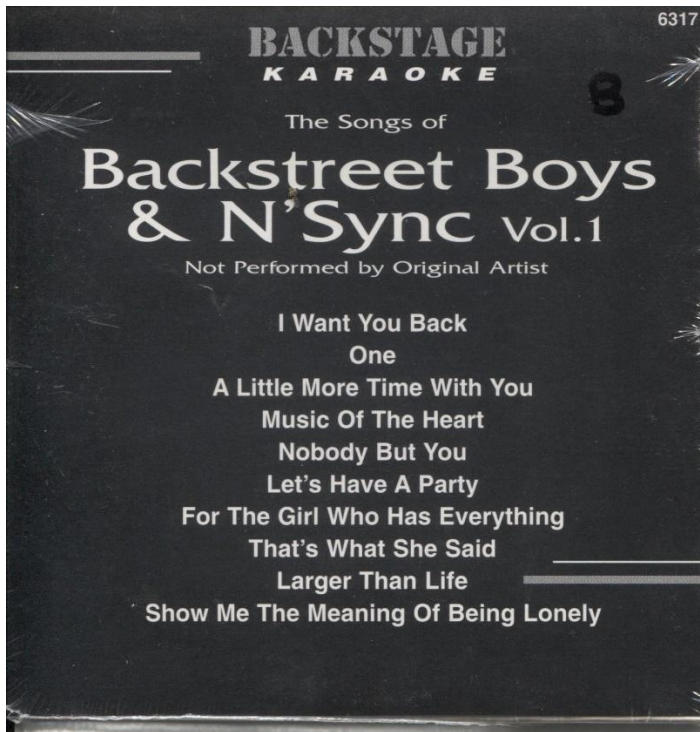 6317
BACKSTAGE
KARAOKE
8
The Songs of
Backstreet Boys
& N'Sync Vol.1
Not Performed by Original Artist
I Want You Back
One
A Little More Time With You
Music Of The Heart
Nobody But You
Let's Have A Party
For The Girl Who Has Everything
That's What She Said
Larger Than Life
Show Me The Meaning Of Being Lonely